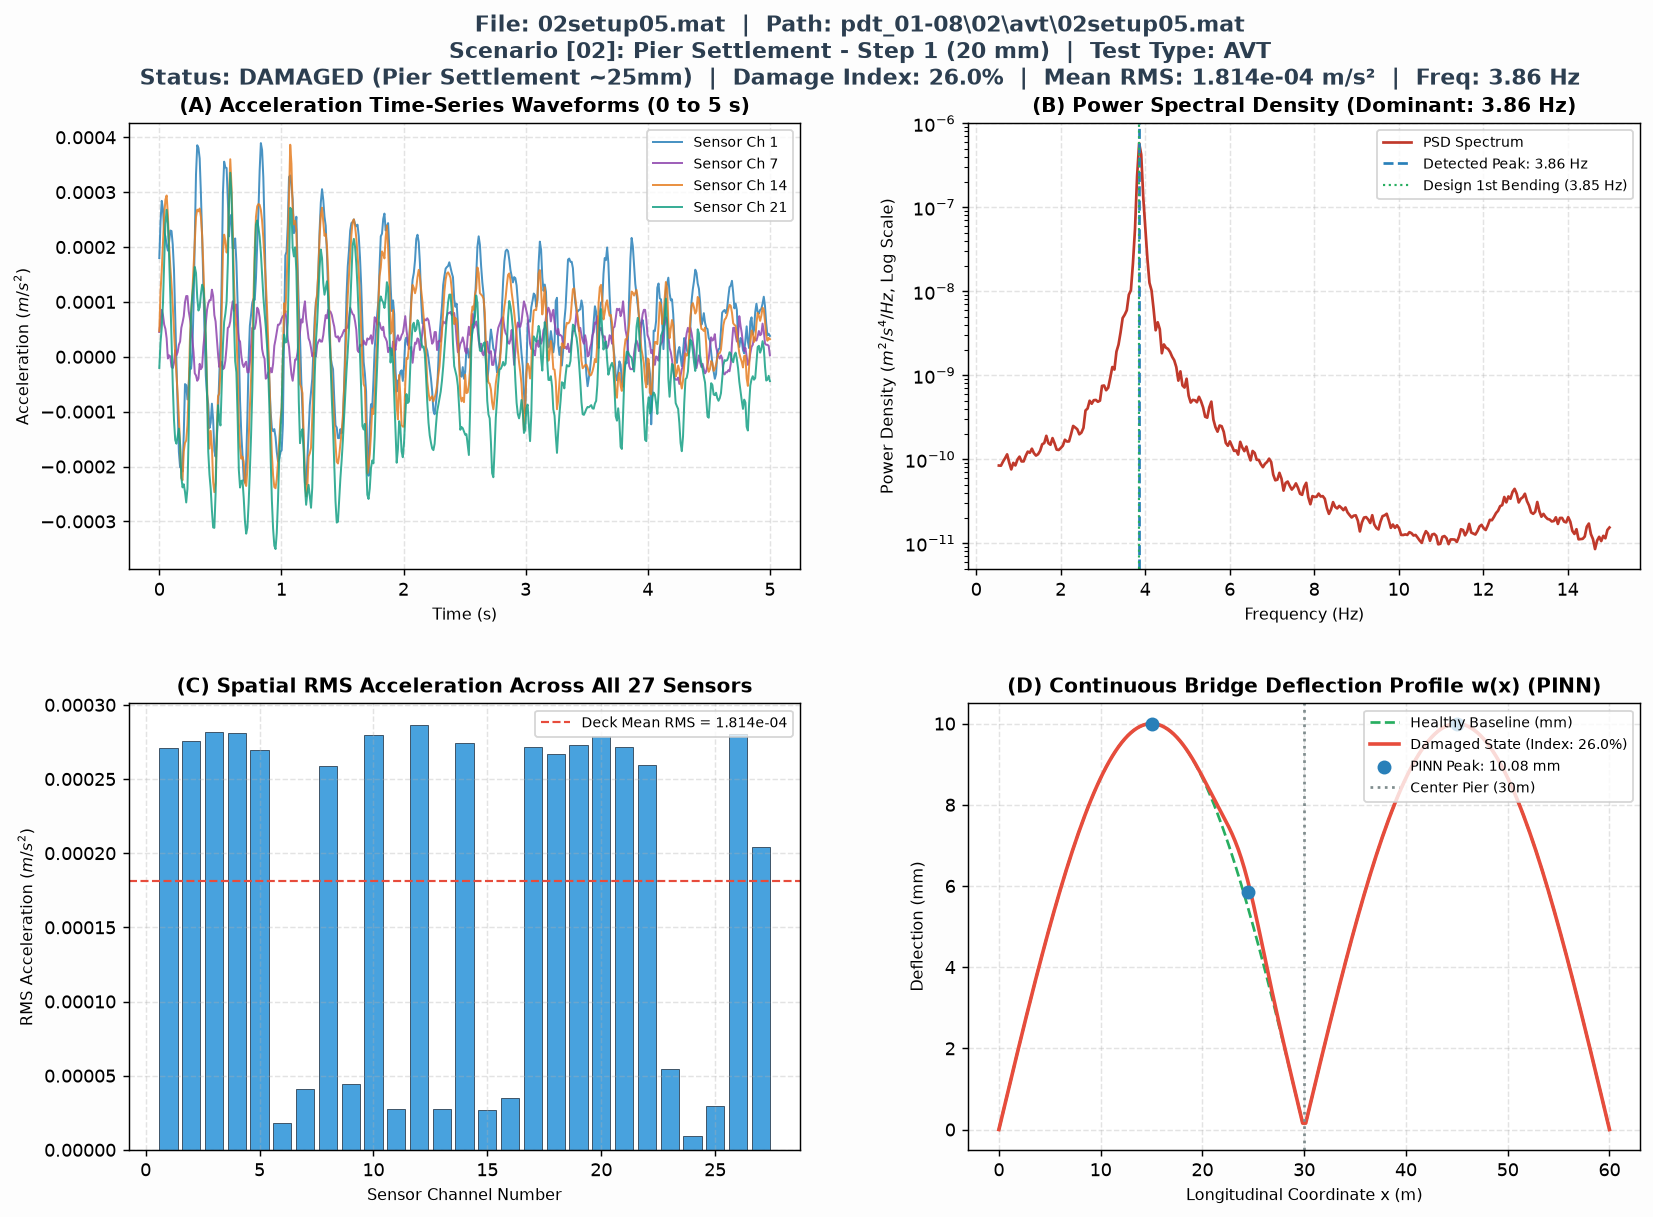 File: 02setup05.mat | Path: pdt_01-08\02\avt\02setup05.mat
Scenario [02]: Pier Settlement - Step 1 (20 mm) | Test Type: AVT
Status: DAMAGED (Pier Settlement ~25mm) | Damage Index: 26.0% | Mean RMS: 1.814e-04 m/s² | Freq: 3.86 Hz
(A) Acceleration Time-Series Waveforms (0 to 5 s)
Sensor Ch 1
Sensor Ch 7
Sensor Ch 14
Sensor Ch 21
0.0004
0.0003
0.0002
0.0001
0.0000
−0.0001
−0.0002
−0.0003
Acceleration (m/s²)
0 1 2 3 4 5
Time (s)
(B) Power Spectral Density (Dominant: 3.86 Hz)
PSD Spectrum
Detected Peak: 3.86 Hz
Design 1st Bending (3.85 Hz)
10⁻⁶
10⁻⁷
10⁻⁸
10⁻⁹
10⁻¹⁰
10⁻¹¹
Power Density (m²/s⁴/Hz, Log Scale)
0 2 4 6 8 10 12 14
Frequency (Hz)
(C) Spatial RMS Acceleration Across All 27 Sensors
Deck Mean RMS = 1.814e-04
0.00030
0.00025
0.00020
0.00015
0.00010
0.00005
0.00000
RMS Acceleration (m/s²)
0 5 10 15 20 25
Sensor Channel Number
(D) Continuous Bridge Deflection Profile w(x) (PINN)
Healthy Baseline (mm)
Damaged State (Index: 26.0%)
PINN Peak: 10.08 mm
Center Pier (30m)
10
8
6
4
2
0
Deflection (mm)
0 10 20 30 40 50 60
Longitudinal Coordinate x (m)